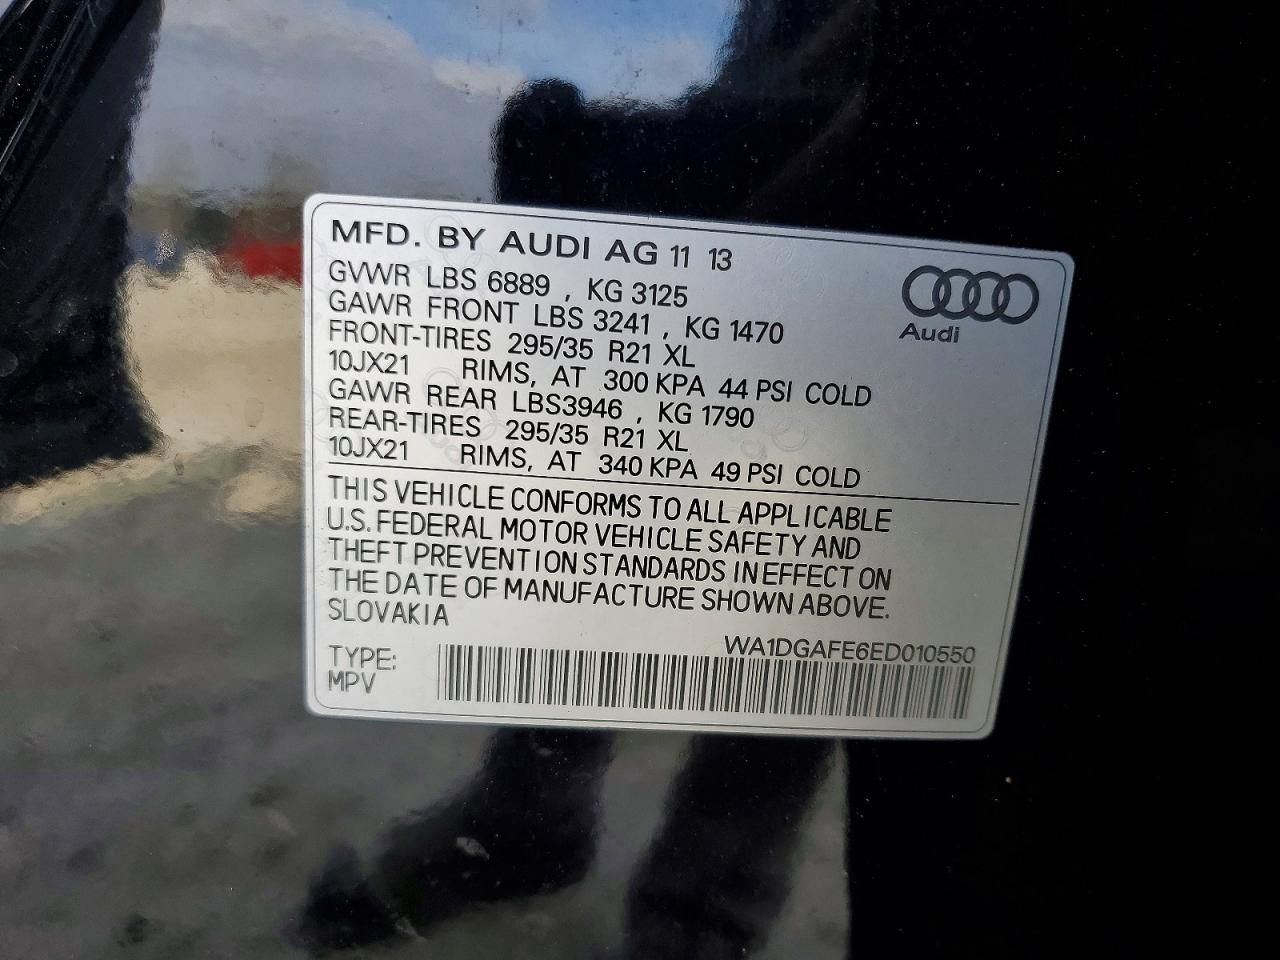 MFD. BY AUDI AG 11 13
GVWR LBS 6889 , KG 3125
GAWR FRONT LBS 3241 , KG 1470
FRONT-TIRES 295/35 R21 XL
10JX21 RIMS, AT 300 KPA 44 PSI COLD
GAWR REAR LBS3946 , KG 1790
REAR-TIRES 295/35 R21 XL
10JX21 RIMS, AT 340 KPA 49 PSI COLD
Audi
THIS VEHICLE CONFORMS TO ALL APPLICABLE
U.S. FEDERAL MOTOR VEHICLE SAFETY AND
THEFT PREVENTION STANDARDS IN EFFECT ON
THE DATE OF MANUFACTURE SHOWN ABOVE.
SLOVAKIA
WA1DGAFE6ED010550
TYPE:
MPV